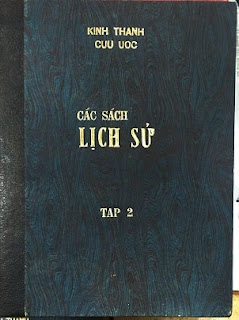 KINH THANH
CUU UOC
CÁC SÁCH
LỊCH SỬ
TAP 2